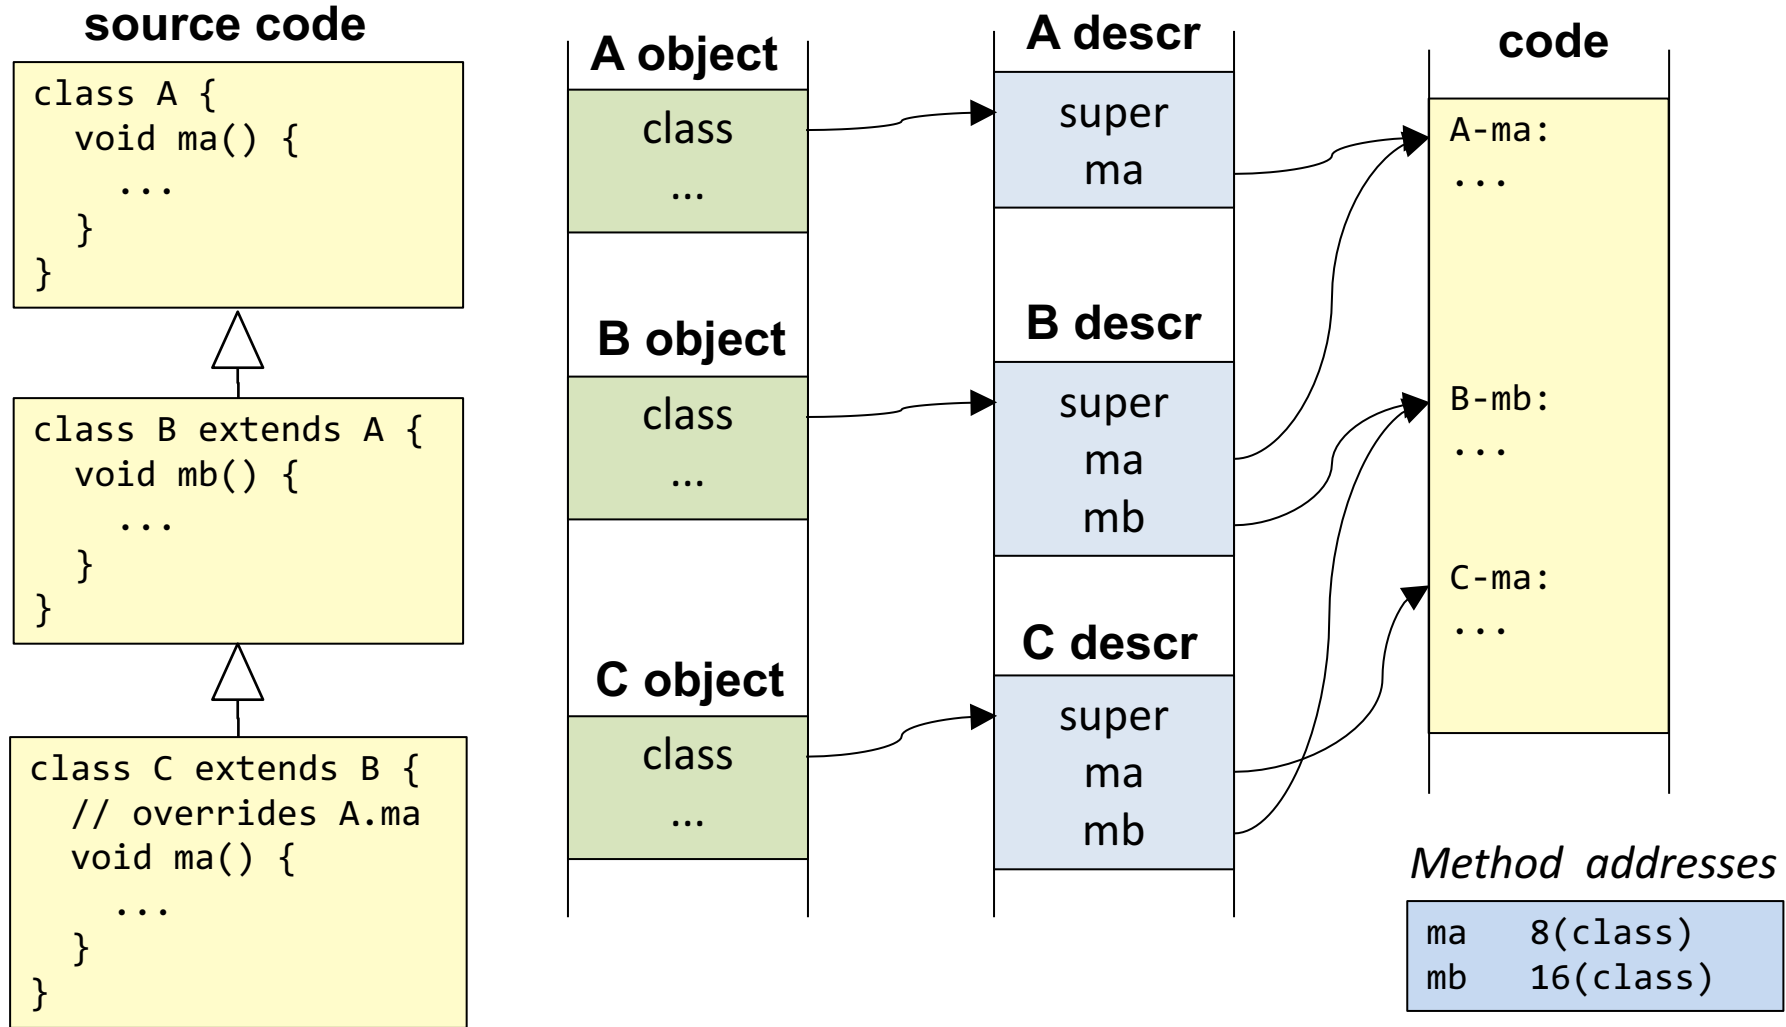 source code
class A {
  void ma() {
    ...
  }
}
class B extends A {
  void mb() {
    ...
  }
}
class C extends B {
  // overrides A.ma
  void ma() {
    ...
  }
}
A object
class
...
B object
class
...
C object
class
...
A descr
super
ma
B descr
super
ma
mb
C descr
super
ma
mb
code
A-ma:
...
B-mb:
...
C-ma:
...
Method addresses
ma   8(class)
mb   16(class)